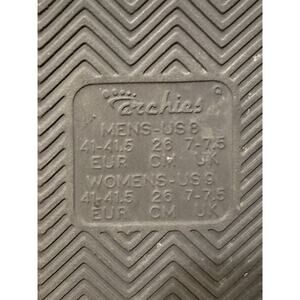 Archies
MENS-US 8
41-41.5 26 7-7.5
EUR CM UK
WOMENS-US 9
41-41.5 26 7-7.5
EUR CM UK